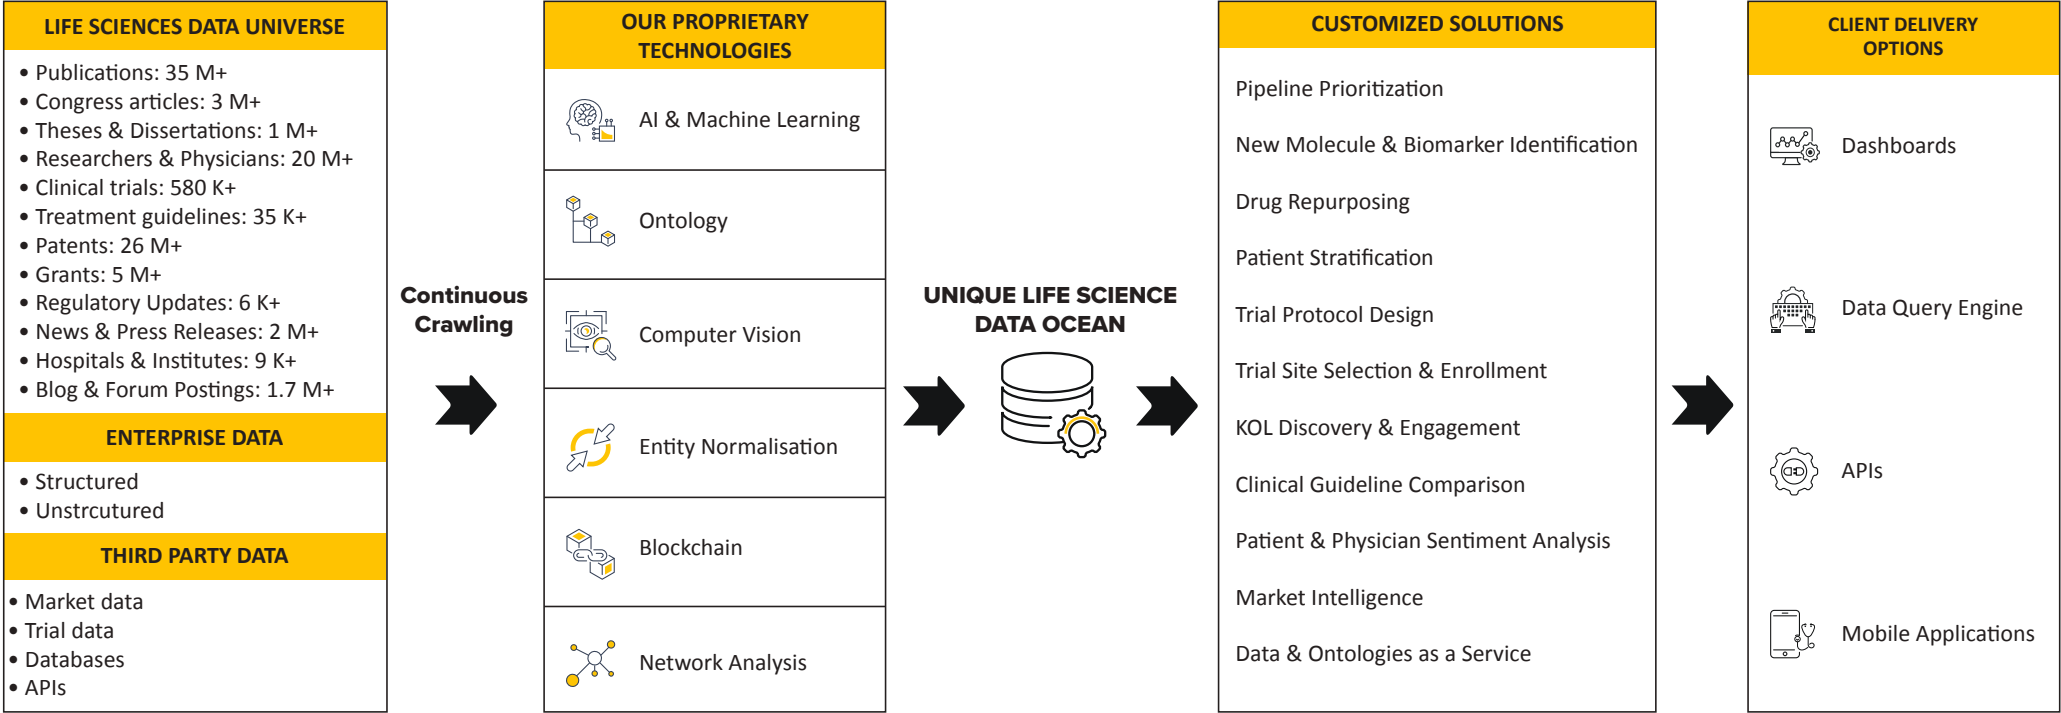 LIFE SCIENCES DATA UNIVERSE
• Publications: 35 M+
• Congress articles: 3 M+
• Theses & Dissertations: 1 M+
• Researchers & Physicians: 20 M+
• Clinical trials: 580 K+
• Treatment guidelines: 35 K+
• Patents: 26 M+
• Grants: 5 M+
• Regulatory Updates: 6 K+
• News & Press Releases: 2 M+
• Hospitals & Institutes: 9 K+
• Blog & Forum Postings: 1.7 M+
ENTERPRISE DATA
• Structured
• Unstrcutured
THIRD PARTY DATA
• Market data
• Trial data
• Databases
• APIs
Continuous
Crawling
OUR PROPRIETARY
TECHNOLOGIES
AI & Machine Learning
Ontology
Computer Vision
Entity Normalisation
Blockchain
Network Analysis
UNIQUE LIFE SCIENCE
DATA OCEAN
CUSTOMIZED SOLUTIONS
Pipeline Prioritization
New Molecule & Biomarker Identification
Drug Repurposing
Patient Stratification
Trial Protocol Design
Trial Site Selection & Enrollment
KOL Discovery & Engagement
Clinical Guideline Comparison
Patient & Physician Sentiment Analysis
Market Intelligence
Data & Ontologies as a Service
CLIENT DELIVERY
OPTIONS
Dashboards
Data Query Engine
APIs
Mobile Applications